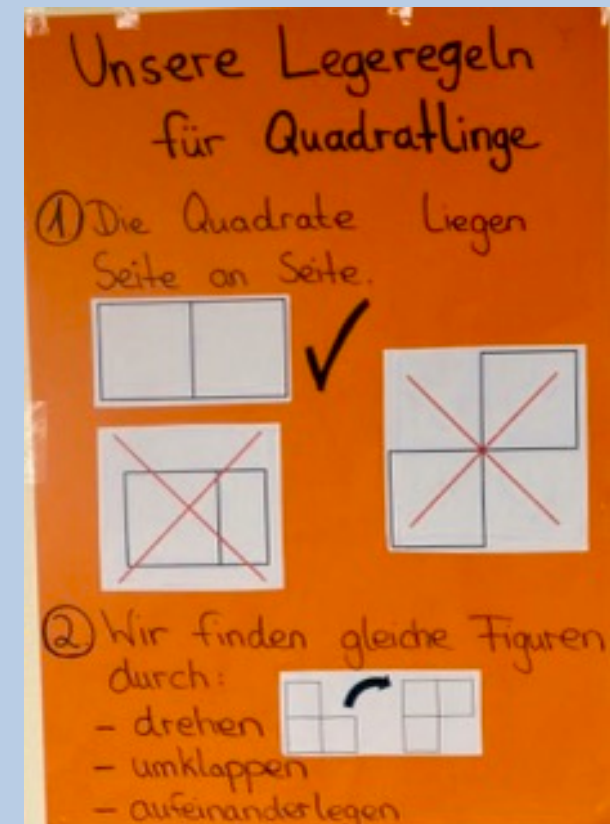 Unsere Legeregeln
für Quadratlinge
① Die Quadrate Liegen
Seite an Seite.
② Wir finden gleiche Figuren
durch:
- drehen
- umklappen
- aufeinanderlegen